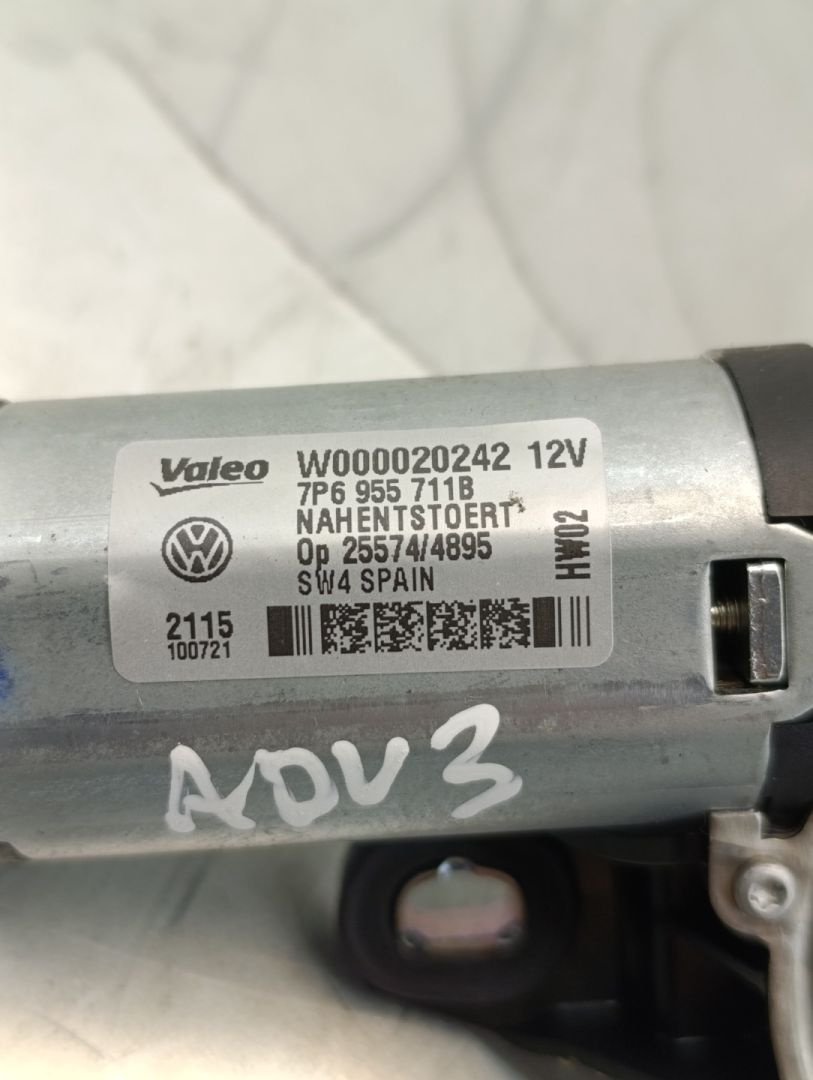 Valeo W000020242 12V
7P6 955 711B
NAHENTSTOERT
Op 25574/4895
SW4 SPAIN
HW02
2115
100721
ADV3